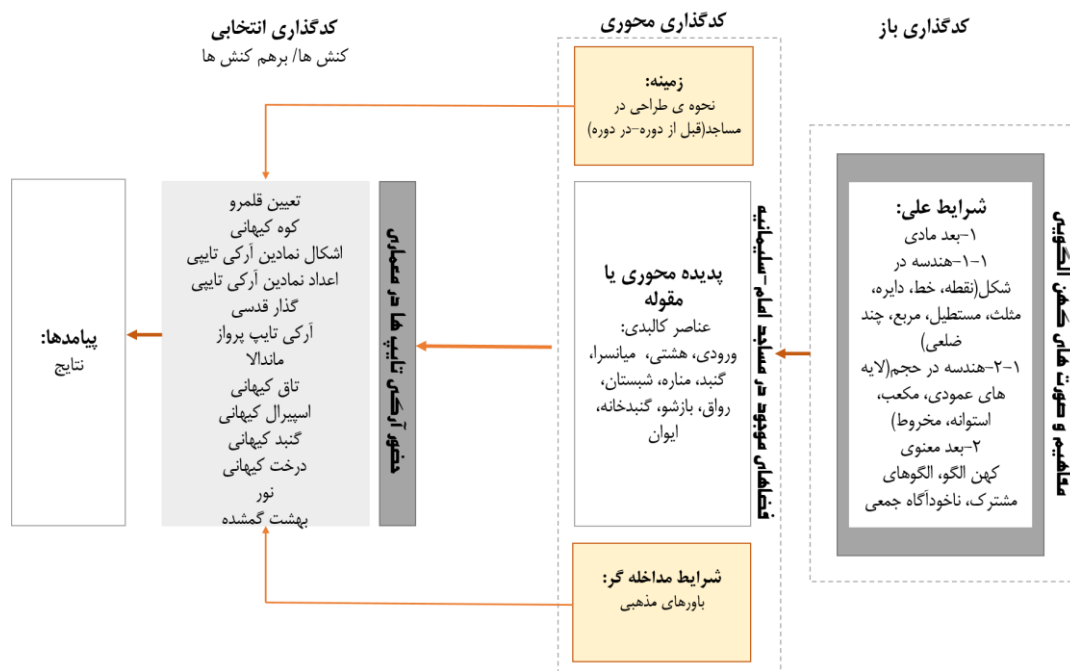 کدگذاری باز
کدگذاری محوری
کدگذاری انتخابی
کنش ها/ برهم کنش ها
مفاهیم و صورت های کهن الگویی
شرایط علی:
۱-بعد مادی
۱-۱-هندسه در
شکل(نقطه، خط، دایره،
مثلث، مستطیل، مربع، چند
ضلعی)
۱-۲-هندسه در حجم(لایه
های عمودی، مکعب،
استوانه، مخروط)
۲-بعد معنوی
کهن الگو، الگوهای
مشترک، ناخودآگاه جمعی
زمینه:
نحوه ی طراحی در
مساجد(قبل از دوره-در دوره)
فضاهای موجود در مساجد امام-سلیمانیه
پدیده محوری یا
مقوله
عناصر کالبدی:
ورودی، هشتی، میانسرا،
گنبد، مناره، شبستان،
رواق، بازشو، گنبدخانه،
ایوان
شرایط مداخله گر:
باورهای مذهبی
حضور آرکی تایپ ها در معماری
تعیین قلمرو
کوه کیهانی
اشکال نمادین آرکی تایپی
اعداد نمادین آرکی تایپی
گذار قدسی
آرکی تایپ پرواز
ماندالا
تاق کیهانی
اسپیرال کیهانی
گنبد کیهانی
درخت کیهانی
نور
بهشت گمشده
پیامدها:
نتایج